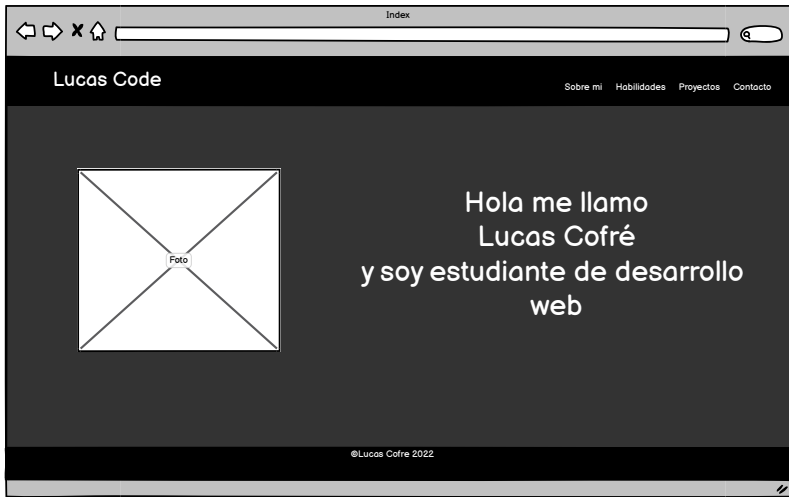 Index
Lucas Code
Sobre mi Habilidades Proyectos Contacto
Foto
Hola me llamo
Lucas Cofré
y soy estudiante de desarrollo
web
©Lucas Cofre 2022